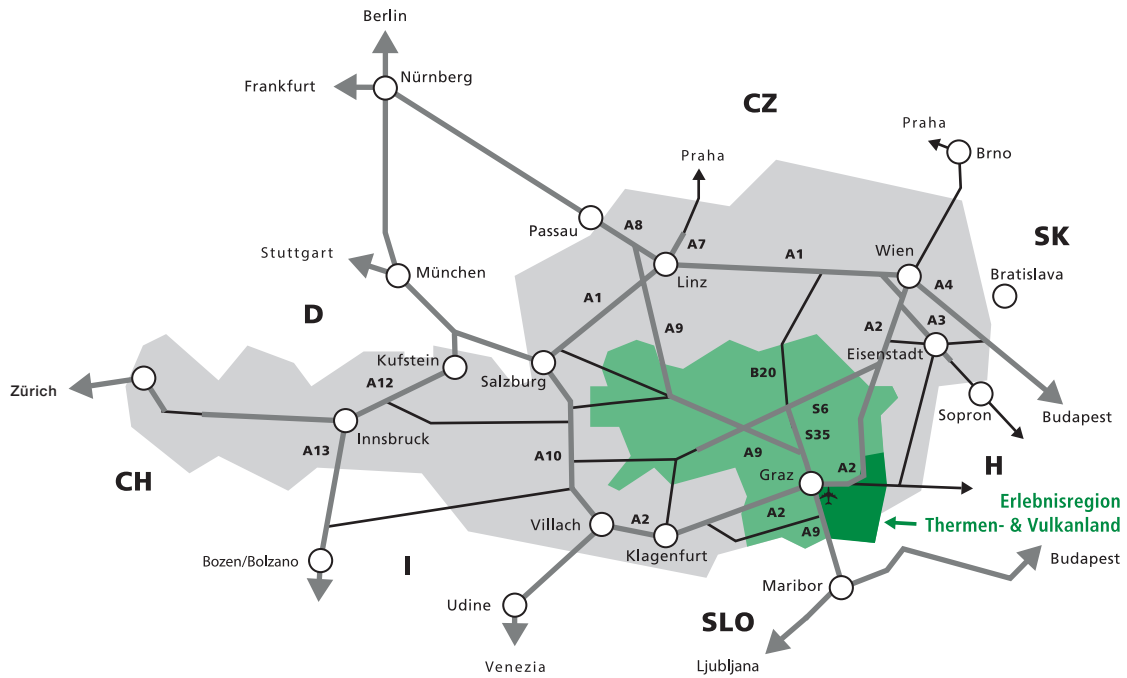 Berlin
Nürnberg
Frankfurt
CZ
Praha
Brno
Praha
Passau
A8
A7
SK
Stuttgart
München
Linz
A1
Wien
A4
Bratislava
A1
D
A9
A2
A3
Eisenstadt
Kufstein
Salzburg
B20
Zürich
A12
Sopron
Budapest
Innsbruck
S6
S35
A13
A10
A9
CH
Graz
A2
H
Erlebnisregion
Thermen- & Vulkanland
Villach
A2
A2
Klagenfurt
A9
Bozen/Bolzano
I
Budapest
Maribor
Udine
SLO
Venezia
Ljubljana